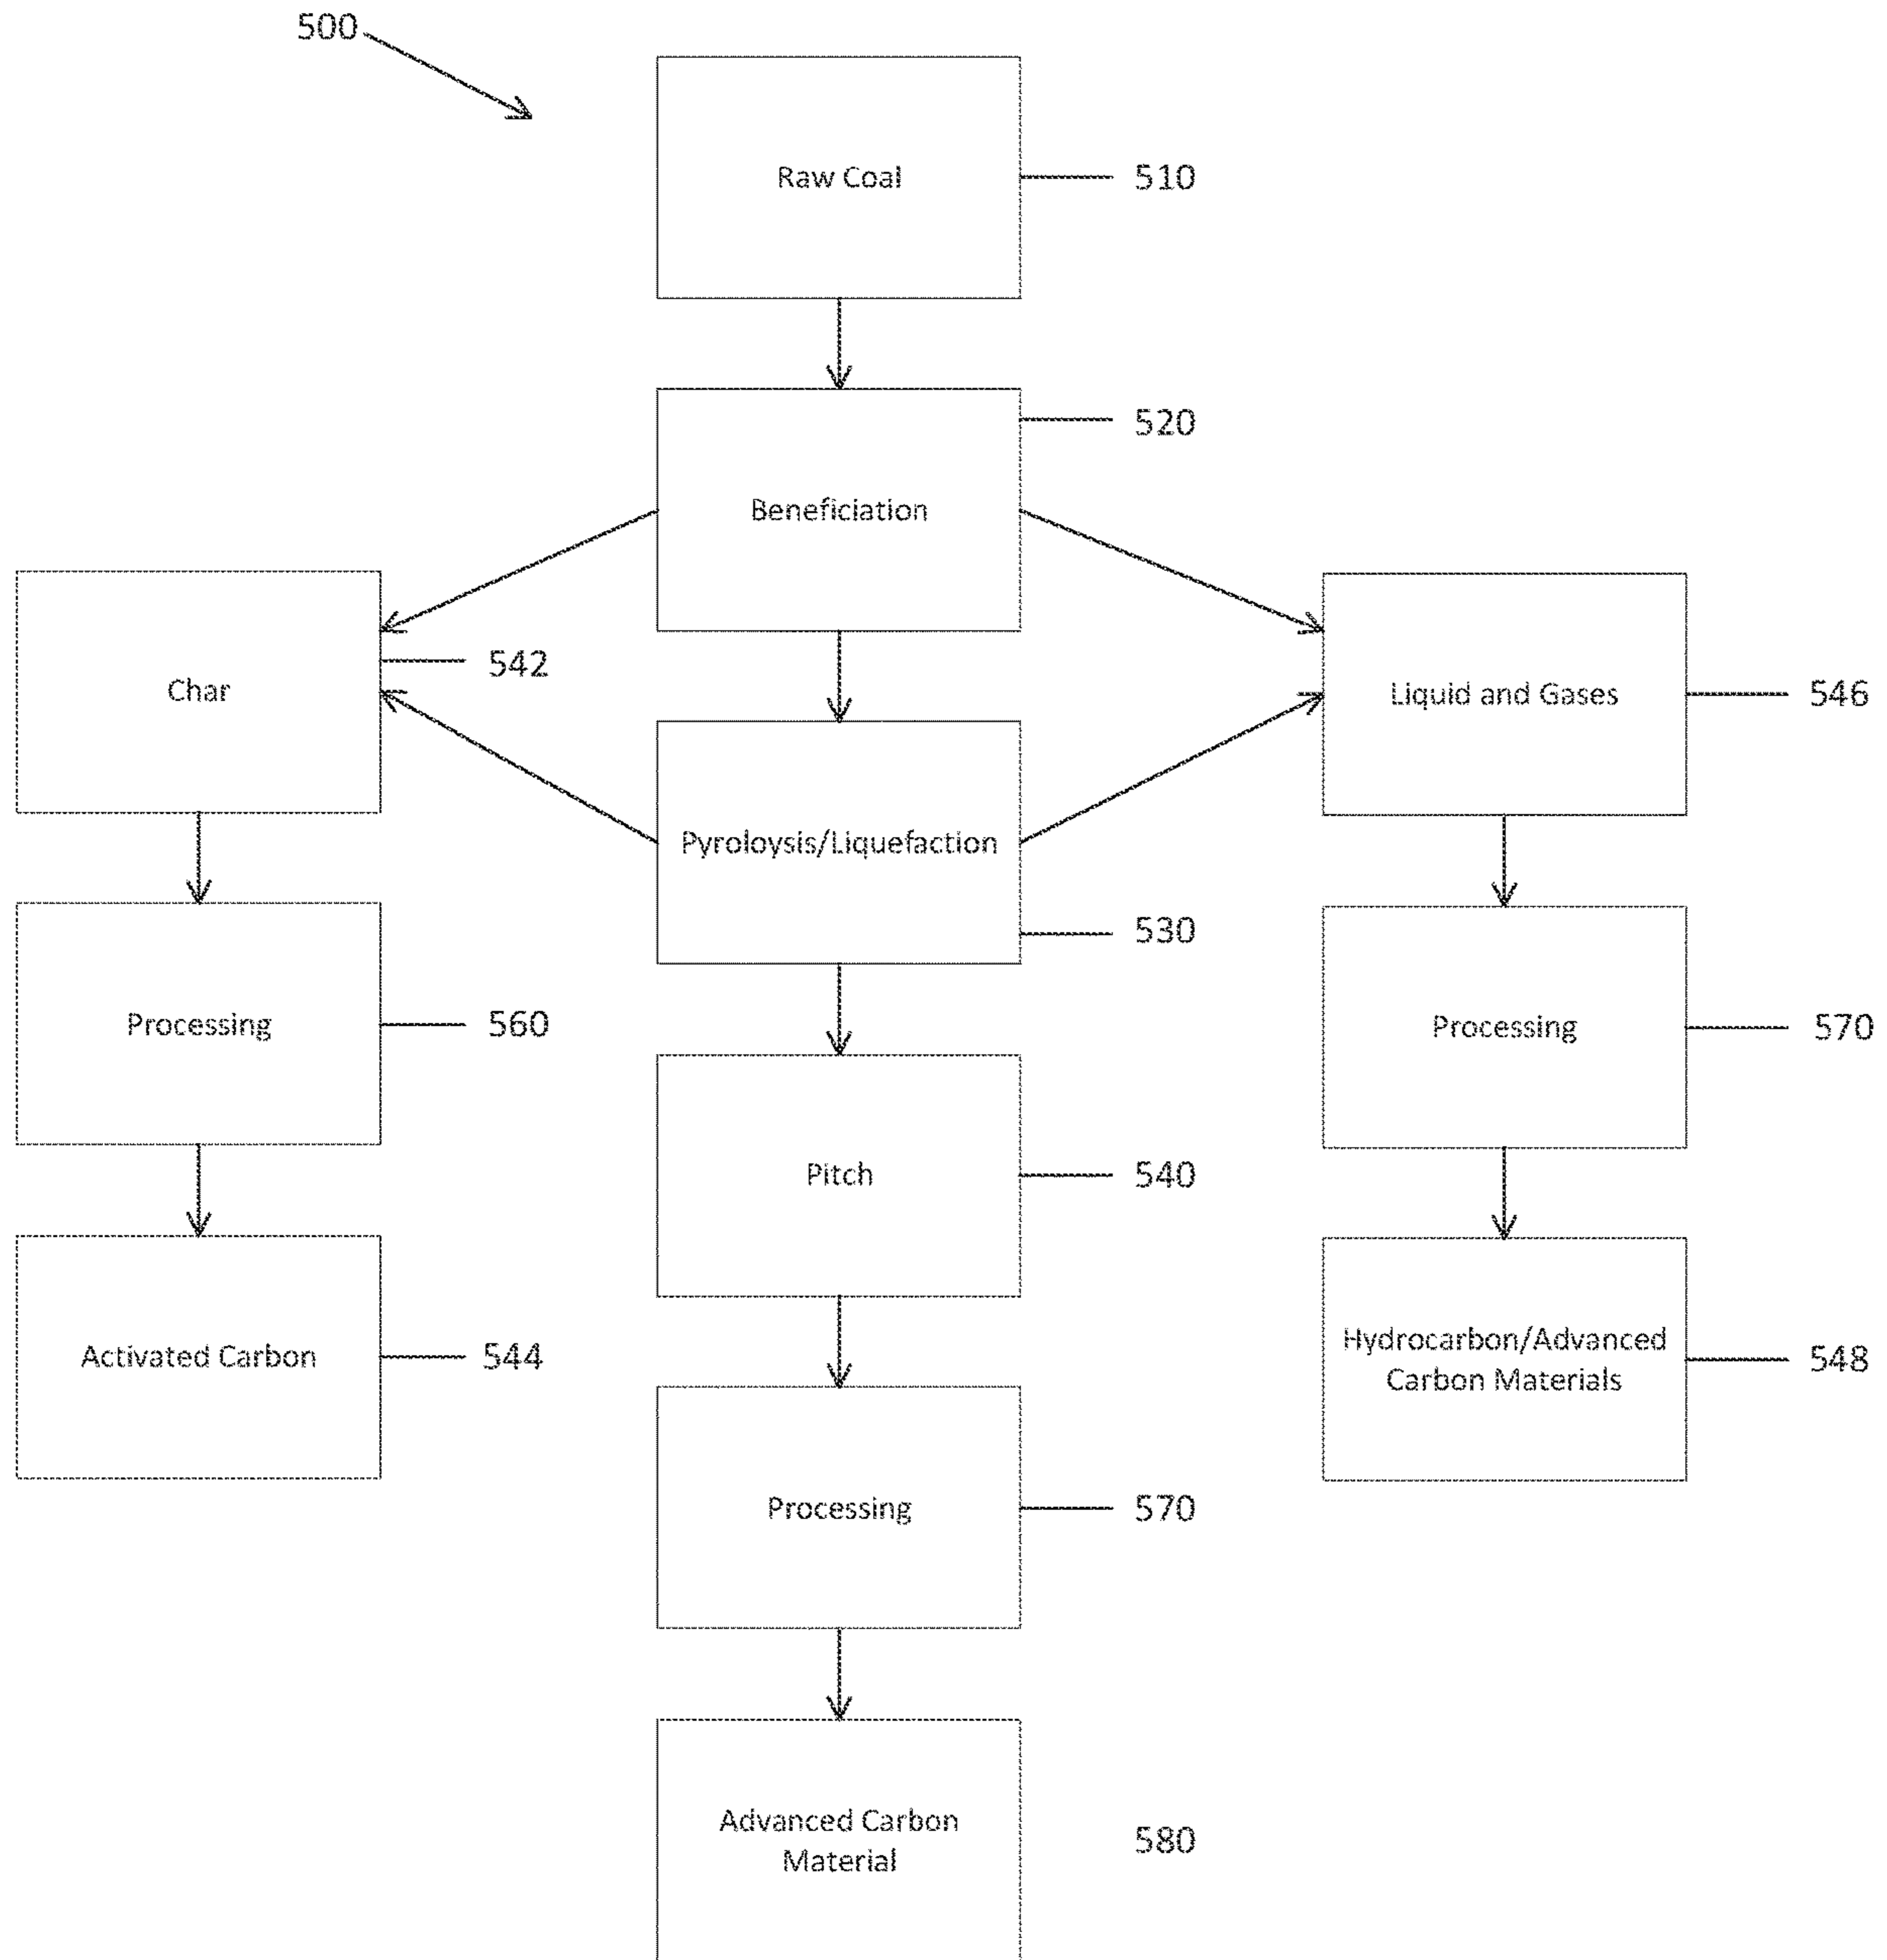 500
Raw Coal
510
520
Beneficiation
542
Char
Liquid and Gases
546
Pyroloysis/Liquefaction
530
Processing
560
Processing
570
Pitch
540
Activated Carbon
544
Hydrocarbon/Advanced
Carbon Materials
548
Processing
570
Advanced Carbon
Material
580